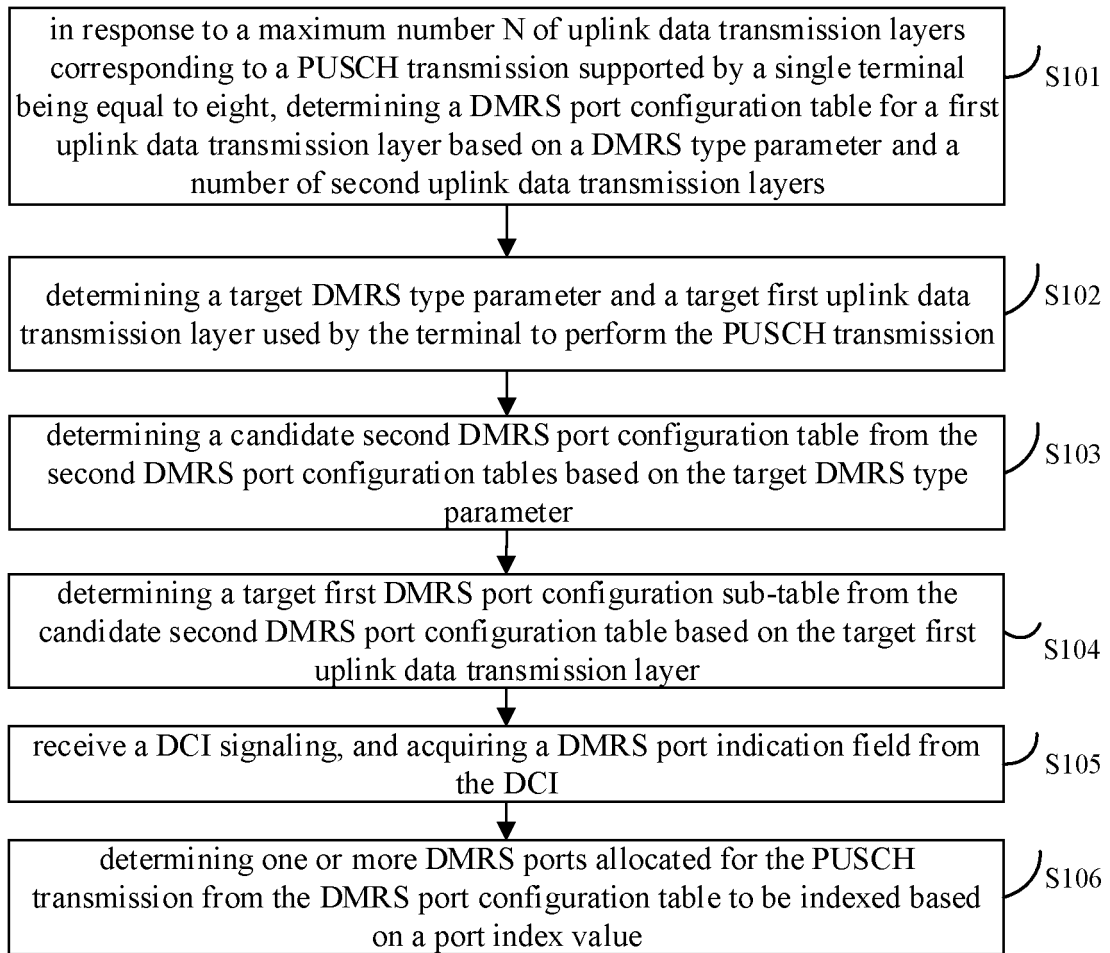 in response to a maximum number N of uplink data transmission layers
corresponding to a PUSCH transmission supported by a single terminal
being equal to eight, determining a DMRS port configuration table for a first
uplink data transmission layer based on a DMRS type parameter and a
number of second uplink data transmission layers
S101
determining a target DMRS type parameter and a target first uplink data
transmission layer used by the terminal to perform the PUSCH transmission
S102
determining a candidate second DMRS port configuration table from the
second DMRS port configuration tables based on the target DMRS type
parameter
S103
determining a target first DMRS port configuration sub-table from the
candidate second DMRS port configuration table based on the target first
uplink data transmission layer
S104
receive a DCI signaling, and acquiring a DMRS port indication field from
the DCI
S105
determining one or more DMRS ports allocated for the PUSCH
transmission from the DMRS port configuration table to be indexed based
on a port index value
S106